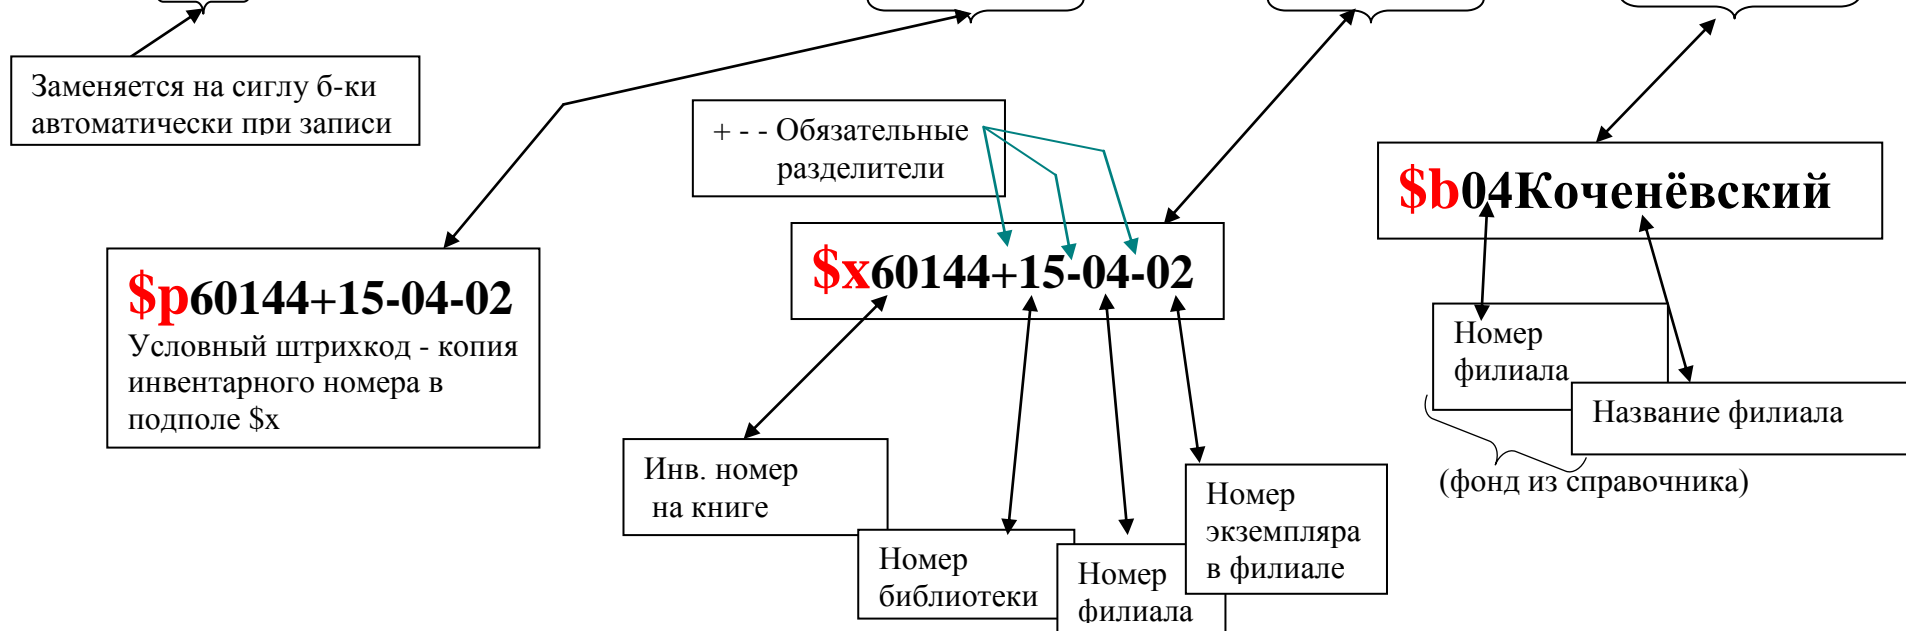 Заменяется на сиглу б-ки
автоматически при записи
+ - - Обязательные
разделители
$b04Коченёвский
$p60144+15-04-02
Условный штрихкод - копия
инвентарного номера в
подполе $x
$x60144+15-04-02
Номер
филиала
Название филиала
(фонд из справочника)
Инв. номер
на книге
Номер
библиотеки
Номер
филиала
Номер
экземпляра
в филиале